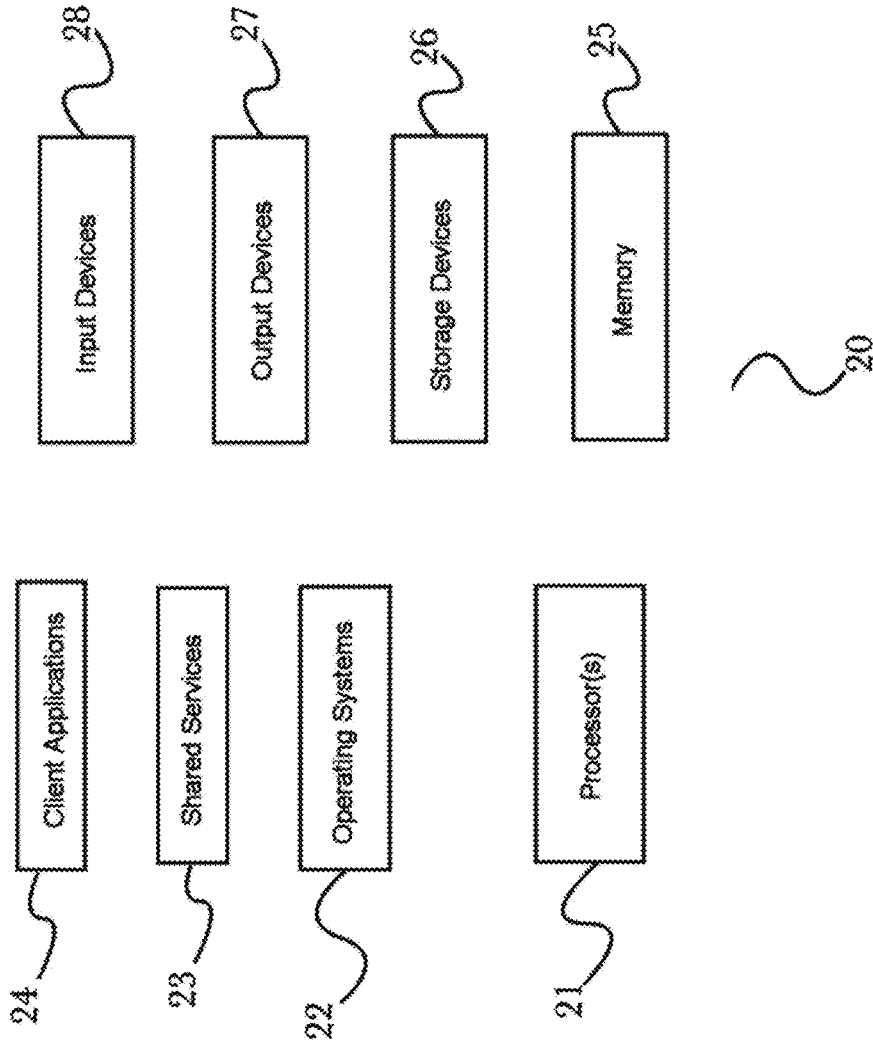 28
Input Devices
27
Output Devices
26
Storage Devices
25
Memory
20
24
Client Applications
23
Shared Services
22
Operating Systems
21
Processor(s)